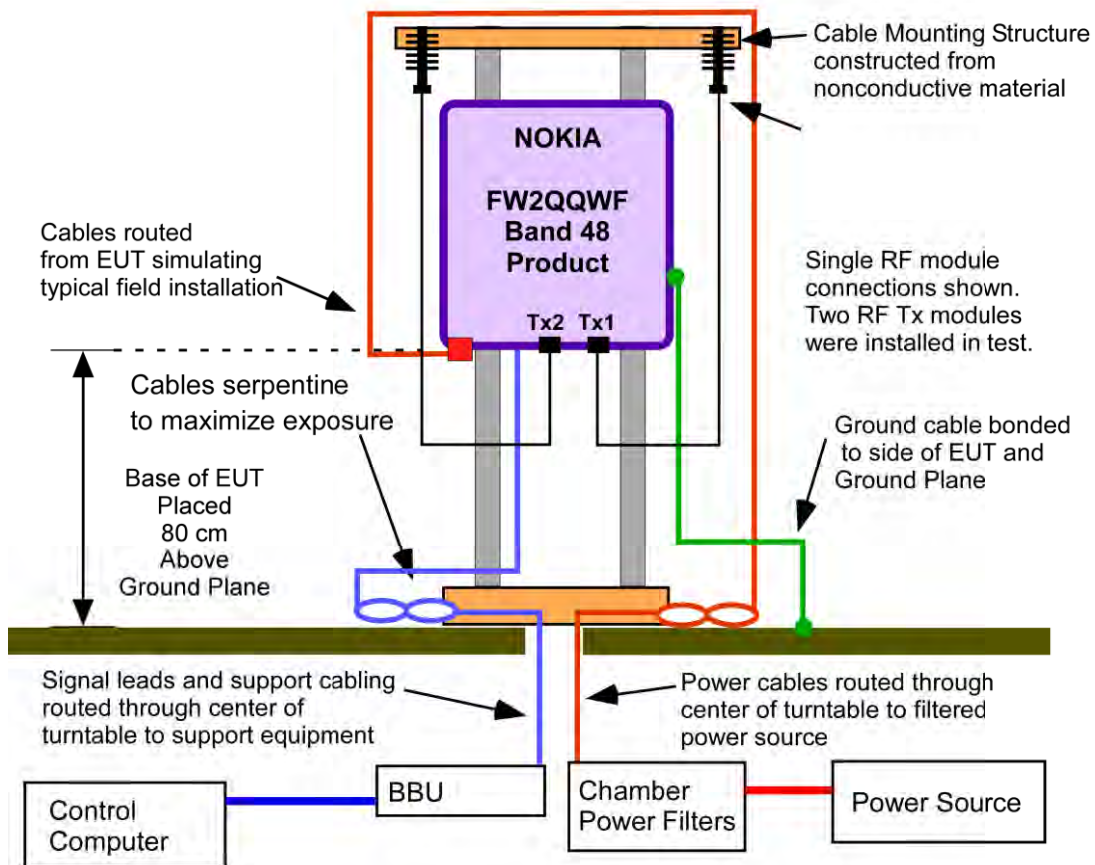 Cable Mounting Structure
constructed from
nonconductive material
NOKIA
FW2QQWF
Band 48
Product
Tx2 Tx1
Cables routed
from EUT simulating
typical field installation
Single RF module
connections shown.
Two RF Tx modules
were installed in test.
Cables serpentine
to maximize exposure
Ground cable bonded
to side of EUT and
Ground Plane
Base of EUT
Placed
80 cm
Above
Ground Plane
Signal leads and support cabling
routed through center of
turntable to support equipment
Power cables routed through
center of turntable to filtered
power source
Control
Computer
BBU
Chamber
Power Filters
Power Source